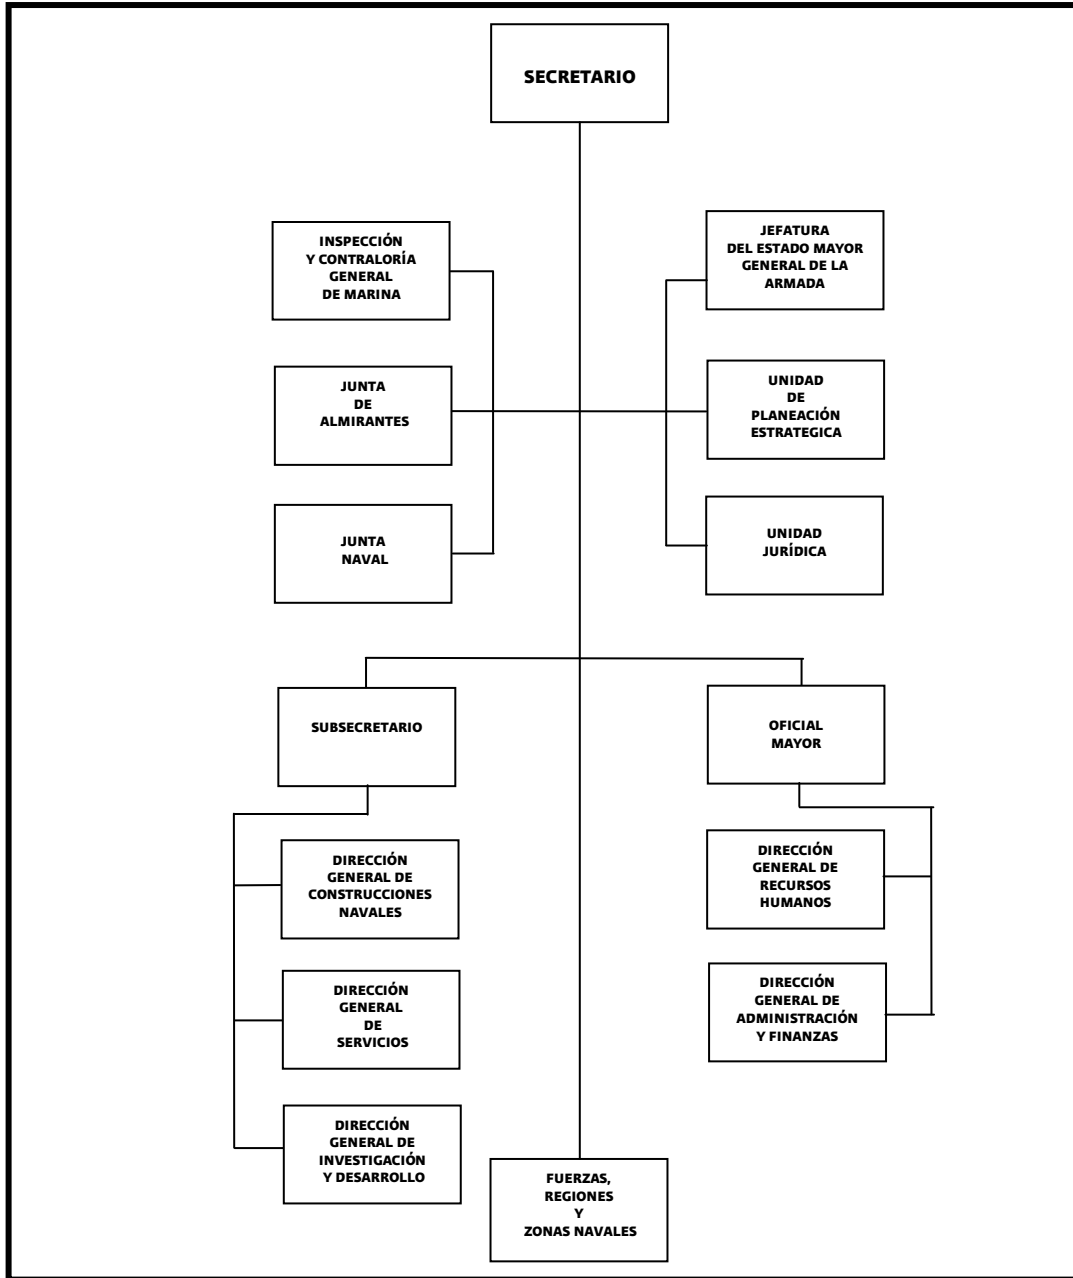 SECRETARIO
INSPECCIÓN
Y CONTRALORÍA
GENERAL
DE MARINA
JEFATURA
DEL ESTADO MAYOR
GENERAL DE LA
ARMADA
JUNTA
DE
ALMIRANTES
UNIDAD
DE
PLANEACIÓN
ESTRATEGICA
JUNTA
NAVAL
UNIDAD
JURÍDICA
SUBSECRETARIO
OFICIAL
MAYOR
DIRECCIÓN
GENERAL DE
CONSTRUCCIONES
NAVALES
DIRECCIÓN
GENERAL
DE
SERVICIOS
DIRECCIÓN
GENERAL DE
INVESTIGACIÓN
Y DESARROLLO
DIRECCIÓN
GENERAL DE
RECURSOS
HUMANOS
DIRECCIÓN
GENERAL DE
ADMINISTRACIÓN
Y FINANZAS
FUERZAS,
REGIONES
Y
ZONAS NAVALES